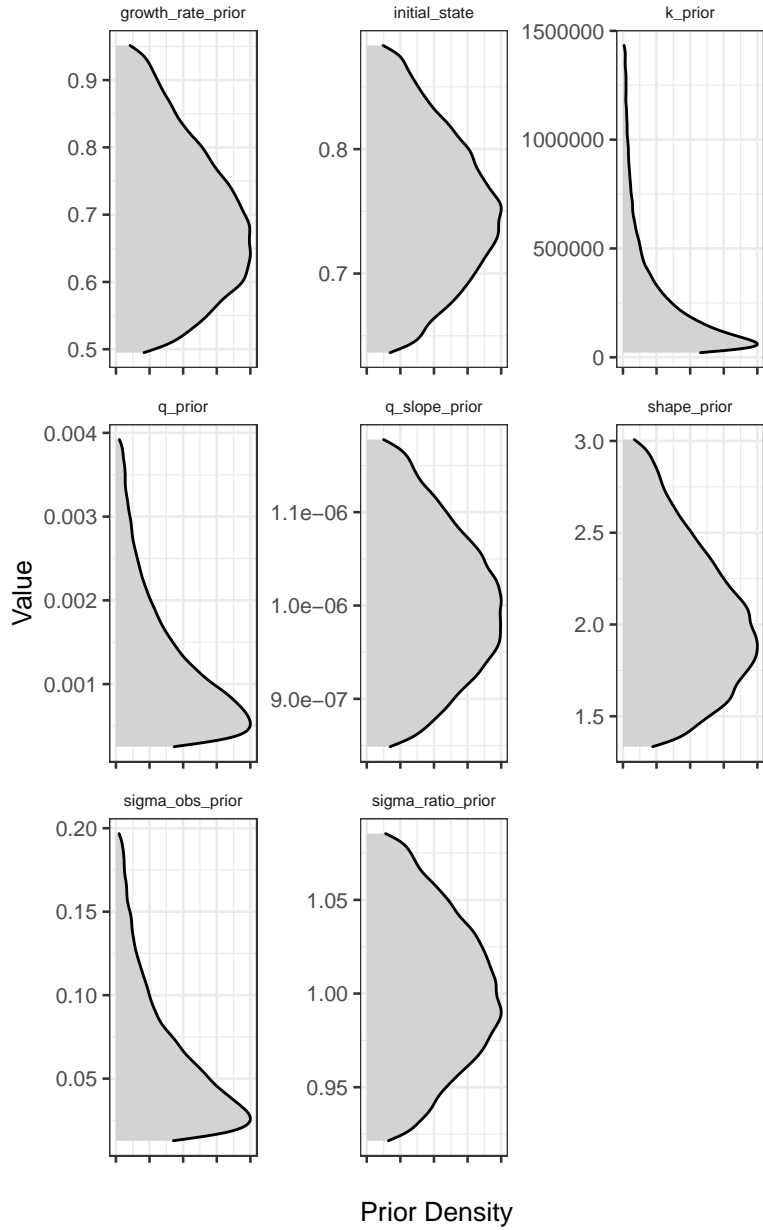 growth_rate_prior
initial_state
k_prior
0.9
0.8
0.7
0.6
0.5
0.8
0.7
1500000
1000000
500000
0
q_prior
q_slope_prior
shape_prior
0.004
0.003
0.002
0.001
1.1e−06
1.0e−06
9.0e−07
3.0
2.5
2.0
1.5
Value
sigma_obs_prior
sigma_ratio_prior
0.20
0.15
0.10
0.05
1.05
1.00
0.95
Prior Density